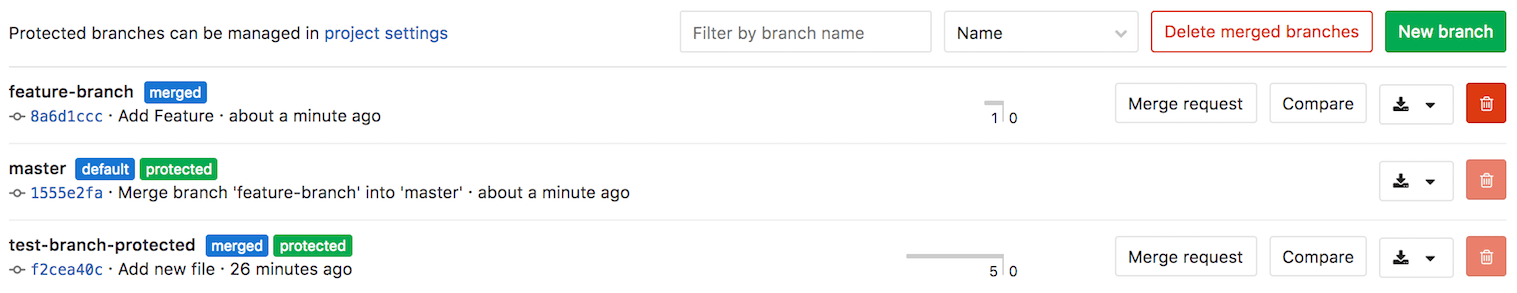 Protected branches can be managed in project settings Filter by branch name Name Delete merged branches New branch
feature-branch merged
8a6d1ccc · Add Feature · about a minute ago 1 0 Merge request Compare
master default protected
1555e2fa · Merge branch 'feature-branch' into 'master' · about a minute ago
test-branch-protected merged protected
f2cea40c · Add new file · 26 minutes ago 5 0 Merge request Compare